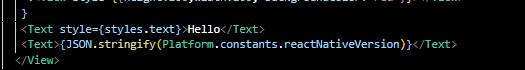 }
<Text style={styles.text}>Hello</Text>
<Text>{JSON.stringify(Platform.constants.reactNativeVersion)}</Text>
</View>